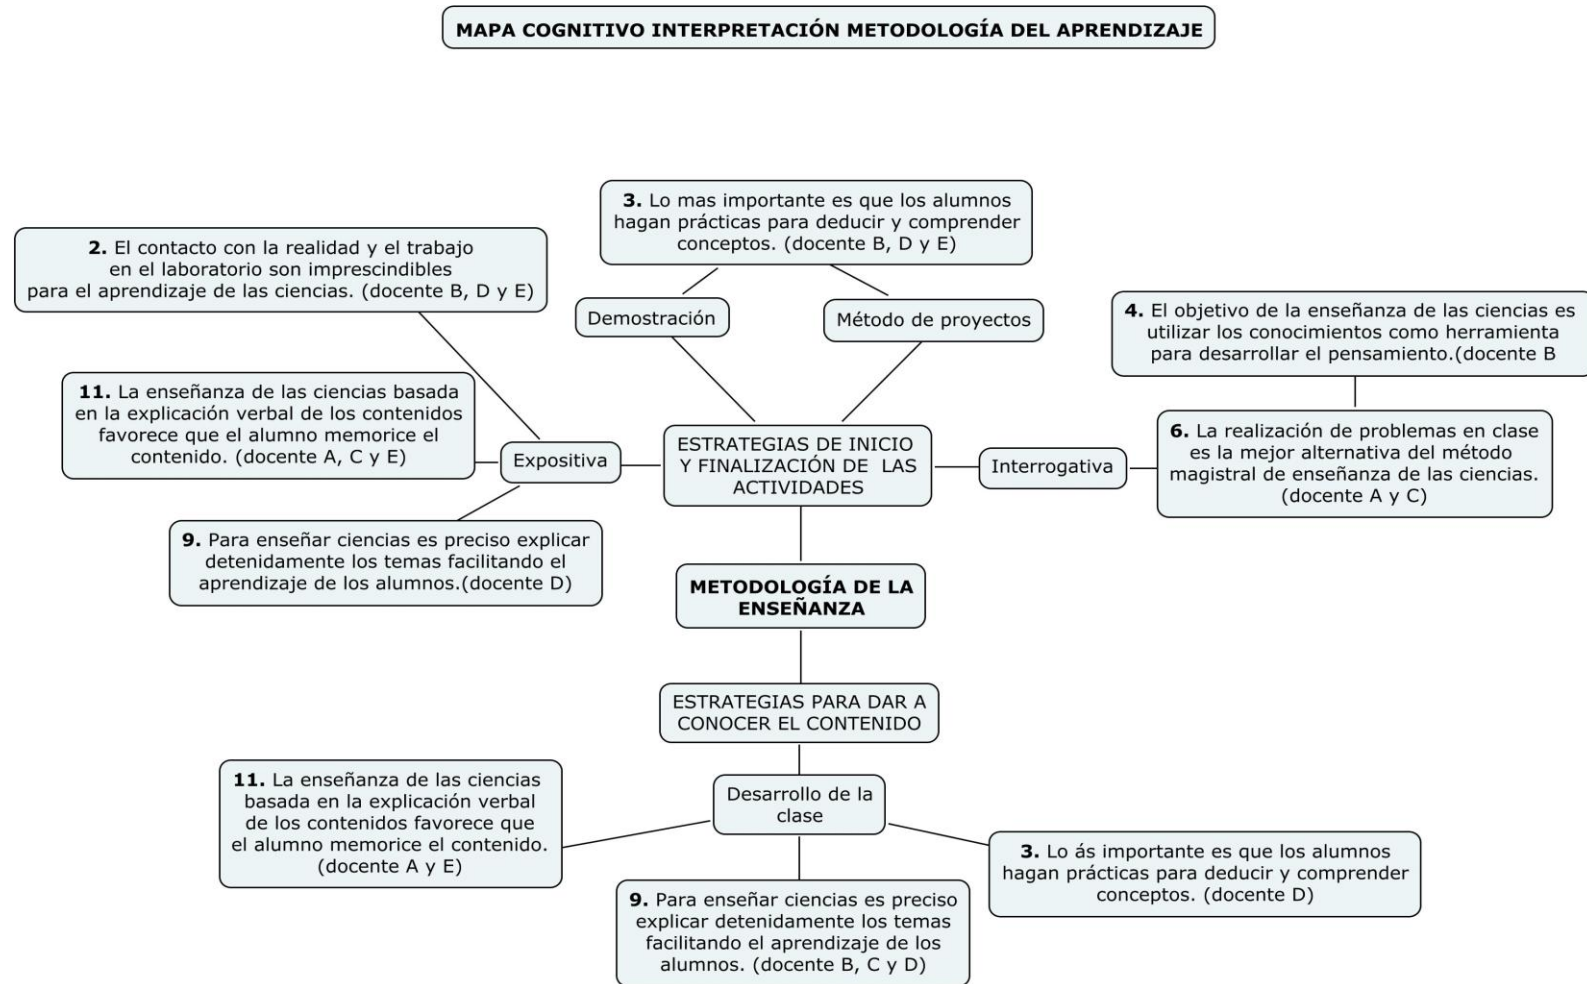 MAPA COGNITIVO INTERPRETACIÓN METODOLOGÍA DEL APRENDIZAJE
3. Lo mas importante es que los alumnos
hagan prácticas para deducir y comprender
conceptos. (docente B, D y E)
2. El contacto con la realidad y el trabajo
en el laboratorio son imprescindibles
para el aprendizaje de las ciencias. (docente B, D y E)
Demostración
Método de proyectos
4. El objetivo de la enseñanza de las ciencias es
utilizar los conocimientos como herramienta
para desarrollar el pensamiento.(docente B
11. La enseñanza de las ciencias basada
en la explicación verbal de los contenidos
favorece que el alumno memorice el
contenido. (docente A, C y E)
Expositiva
ESTRATEGIAS DE INICIO
Y FINALIZACIÓN DE LAS
ACTIVIDADES
Interrogativa
6. La realización de problemas en clase
es la mejor alternativa del método
magistral de enseñanza de las ciencias.
(docente A y C)
9. Para enseñar ciencias es preciso explicar
detenidamente los temas facilitando el
aprendizaje de los alumnos.(docente D)
METODOLOGÍA DE LA
ENSEÑANZA
ESTRATEGIAS PARA DAR A
CONOCER EL CONTENIDO
11. La enseñanza de las ciencias
basada en la explicación verbal
de los contenidos favorece que
el alumno memorice el contenido.
(docente A y E)
Desarrollo de la
clase
3. Lo ás importante es que los alumnos
hagan prácticas para deducir y comprender
conceptos. (docente D)
9. Para enseñar ciencias es preciso
explicar detenidamente los temas
facilitando el aprendizaje de los
alumnos. (docente B, C y D)